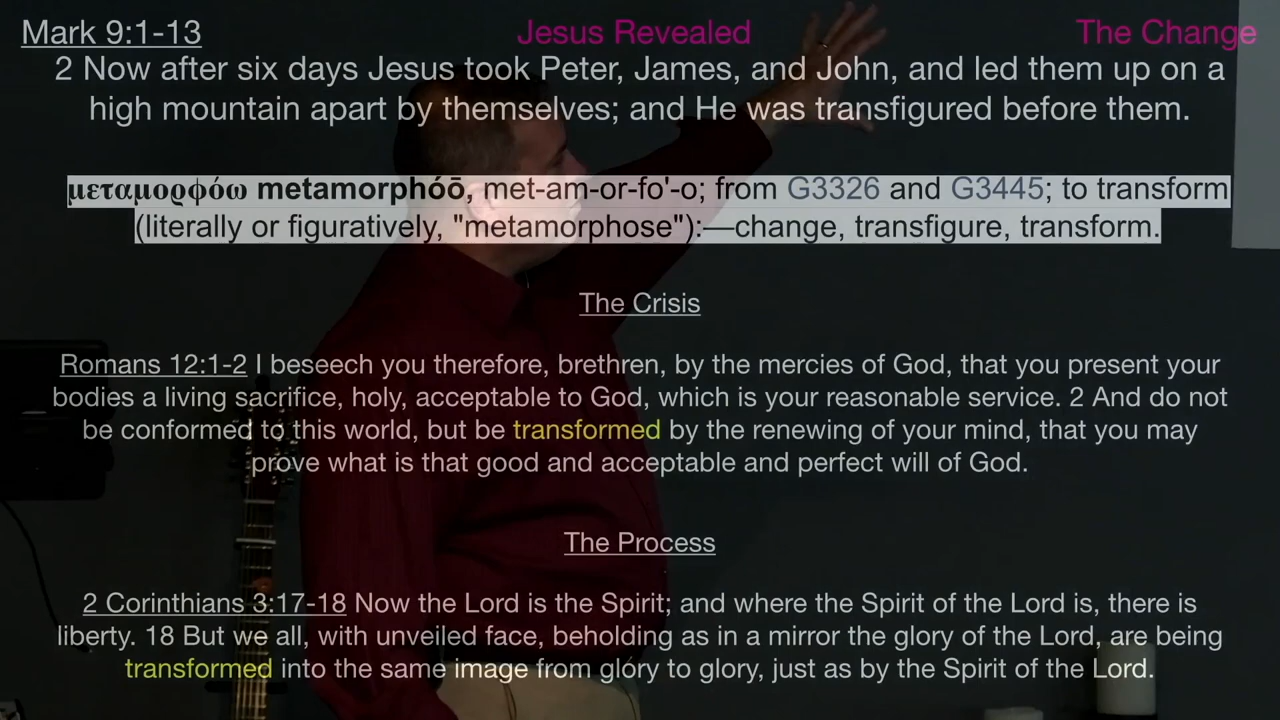 Mark 9:1-13 Jesus Revealed The Change
2 Now after six days Jesus took Peter, James, and John, and led them up on a
high mountain apart by themselves; and He was transfigured before them.
μεταμορφόω metamorphóō, met-am-or-fo'-o; from G3326 and G3445; to transform
(literally or figuratively, "metamorphose"):—change, transfigure, transform.
The Crisis
Romans 12:1-2 I beseech you therefore, brethren, by the mercies of God, that you present your
bodies a living sacrifice, holy, acceptable to God, which is your reasonable service. 2 And do not
be conformed to this world, but be transformed by the renewing of your mind, that you may
prove what is that good and acceptable and perfect will of God.
The Process
2 Corinthians 3:17-18 Now the Lord is the Spirit; and where the Spirit of the Lord is, there is
liberty. 18 But we all, with unveiled face, beholding as in a mirror the glory of the Lord, are being
transformed into the same image from glory to glory, just as by the Spirit of the Lord.